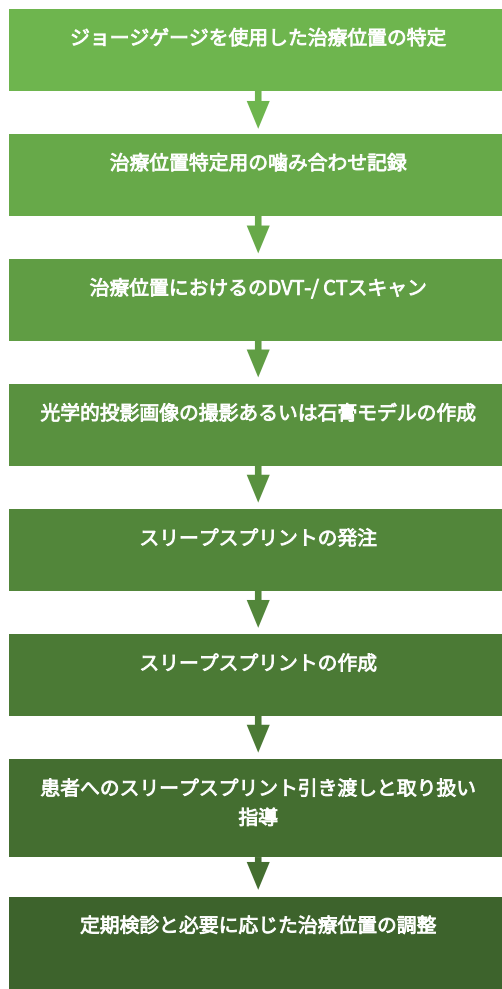 ジョージゲージを使用した治療位置の特定
治療位置特定用の噛み合わせ記録
治療位置におけるのDVT-/ CTスキャン
光学的投影画像の撮影あるいは石膏モデルの作成
スリープスプリントの発注
スリープスプリントの作成
患者へのスリープスプリント引き渡しと取り扱い
指導
定期検診と必要に応じた治療位置の調整